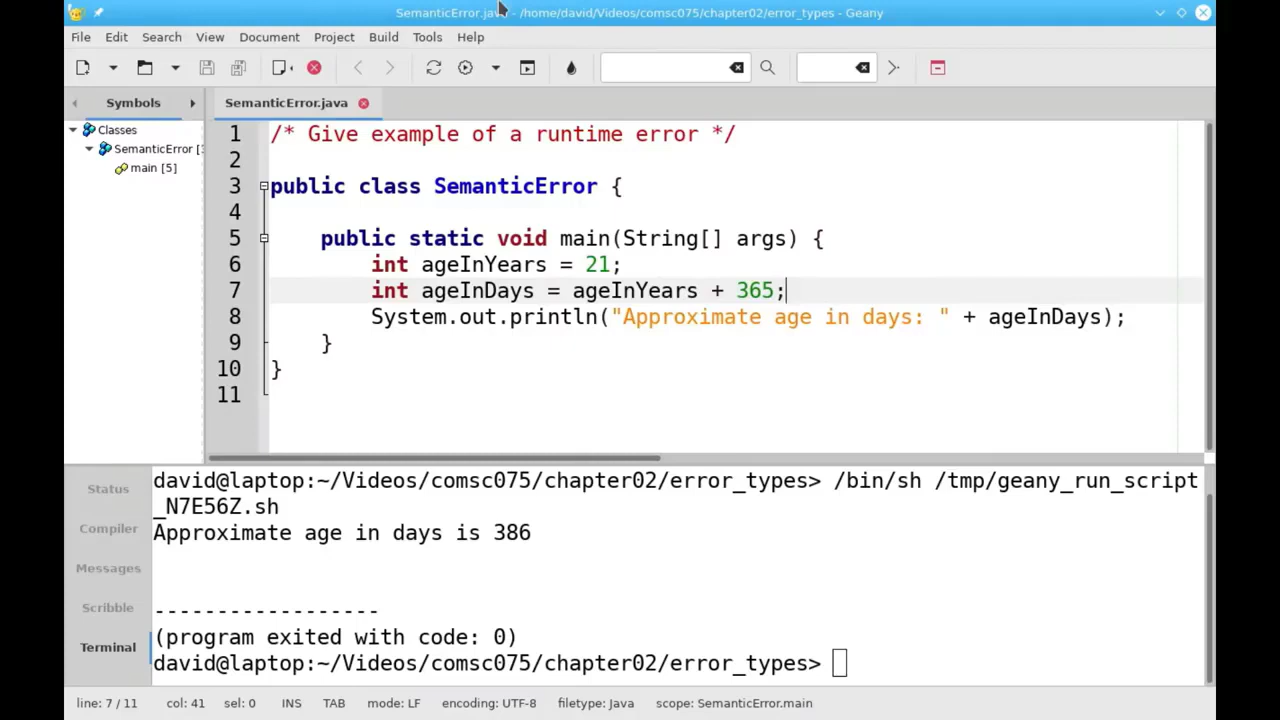 SemanticError.java - /home/david/Videos/comsc075/chapter02/error_types - Geany
File Edit Search View Document Project Build Tools Help
Symbols
SemanticError.java
Classes
SemanticError [
main [5]
1 /* Give example of a runtime error */
2
3 public class SemanticError {
4
5 public static void main(String[] args) {
6 int ageInYears = 21;
7 int ageInDays = ageInYears + 365;
8 System.out.println("Approximate age in days: " + ageInDays);
9 }
10 }
11
Status
Compiler
Messages
Scribble
Terminal
david@laptop:~/Videos/comsc075/chapter02/error_types> /bin/sh /tmp/geany_run_script
_N7E56Z.sh
Approximate age in days is 386
------------------
(program exited with code: 0)
david@laptop:~/Videos/comsc075/chapter02/error_types>
line: 7 / 11 col: 41 sel: 0 INS TAB mode: LF encoding: UTF-8 filetype: Java scope: SemanticError.main